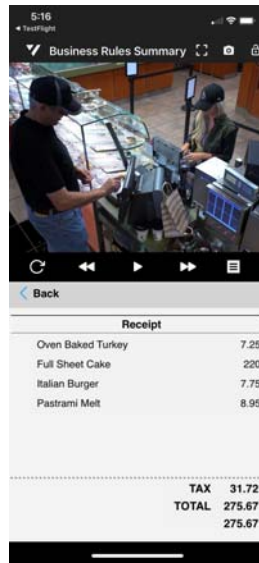 5:16
◀ TestFlight
Business Rules Summary
Back
Receipt
Oven Baked Turkey 7.25
Full Sheet Cake 220
Italian Burger 7.75
Pastrami Melt 8.95
TAX 31.72
TOTAL 275.67
275.67